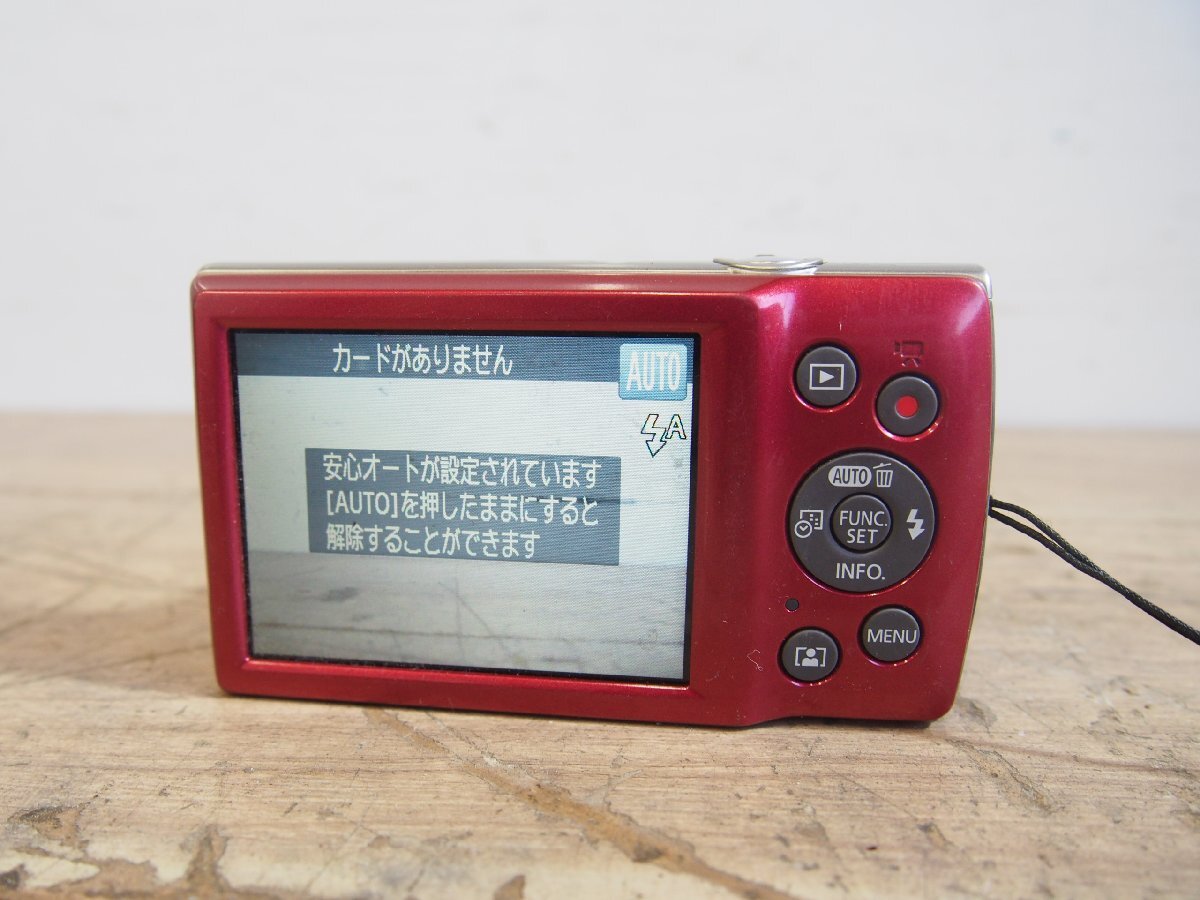 カードがありません
AUTO
A
安心オートが設定されています
[AUTO]を押したままにすると
解除することができます
AUTO
FUNC.
SET
INFO.
MENU